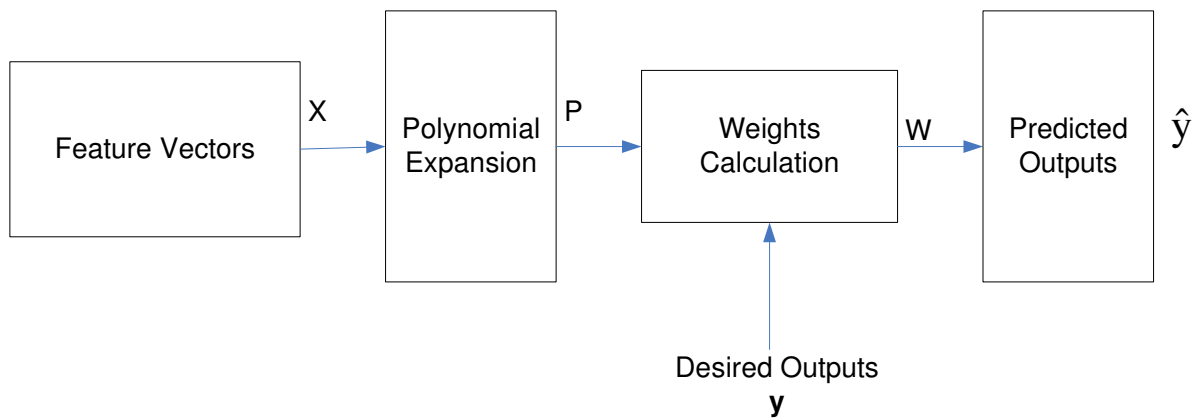 Feature Vectors
X
Polynomial
Expansion
P
Weights
Calculation
W
Predicted
Outputs
ŷ
Desired Outputs
y